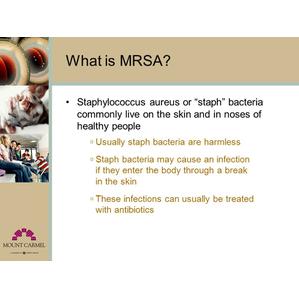 What is MRSA?
• Staphylococcus aureus or “staph” bacteria
commonly live on the skin and in noses of
healthy people
▫ Usually staph bacteria are harmless
▫ Staph bacteria may cause an infection
if they enter the body through a break
in the skin
▫ These infections can usually be treated
with antibiotics
MOUNT CARMEL